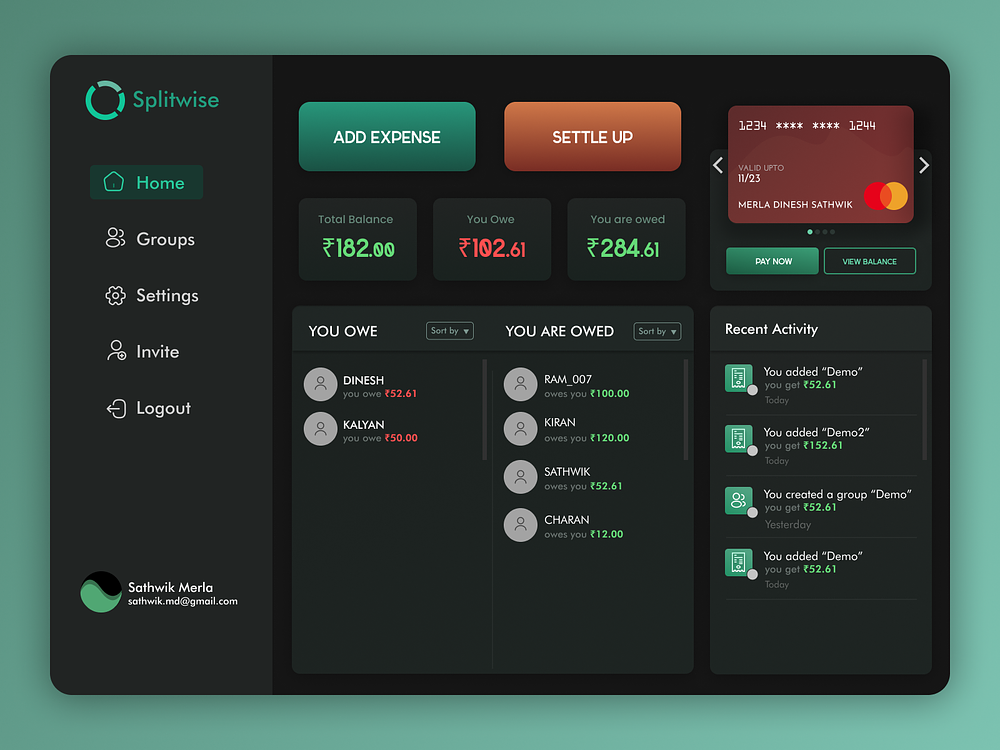 Splitwise
Home
Groups
Settings
Invite
Logout
Sathwik Merla
sathwik.md@gmail.com
ADD EXPENSE
SETTLE UP
Total Balance
₹182.00
You Owe
₹102.61
You are owed
₹284.61
1234 **** **** 1244
VALID UPTO
11/23
MERLA DINESH SATHWIK
PAY NOW
VIEW BALANCE
YOU OWE
Sort by ▾
DINESH
you owe ₹52.61
KALYAN
you owe ₹50.00
YOU ARE OWED
Sort by ▾
RAM_007
owes you ₹100.00
KIRAN
owes you ₹120.00
SATHWIK
owes you ₹52.61
CHARAN
owes you ₹12.00
Recent Activity
You added “Demo”
you get ₹52.61
Today
You added “Demo2”
you get ₹152.61
Today
You created a group “Demo”
you get ₹52.61
Yesterday
You added “Demo”
you get ₹52.61
Today